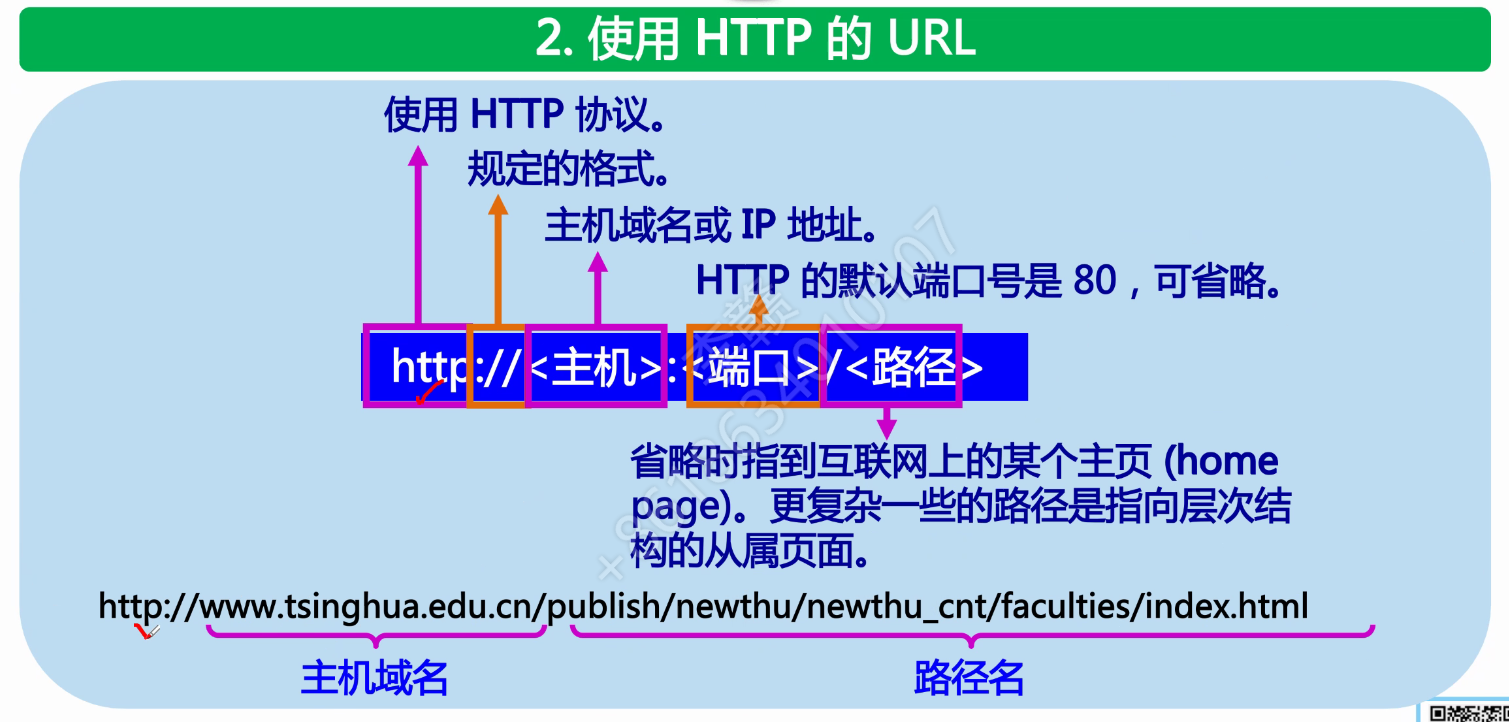 2. 使用 HTTP 的 URL
使用 HTTP 协议。
规定的格式。
主机域名或 IP 地址。
HTTP 的默认端口号是 80，可省略。
http://<主机>:<端口>/<路径>
省略时指到互联网上的某个主页 (home
page)。更复杂一些的路径是指向层次结
构的从属页面。
http://www.tsinghua.edu.cn/publish/newthu/newthu_cnt/faculties/index.html
主机域名
路径名